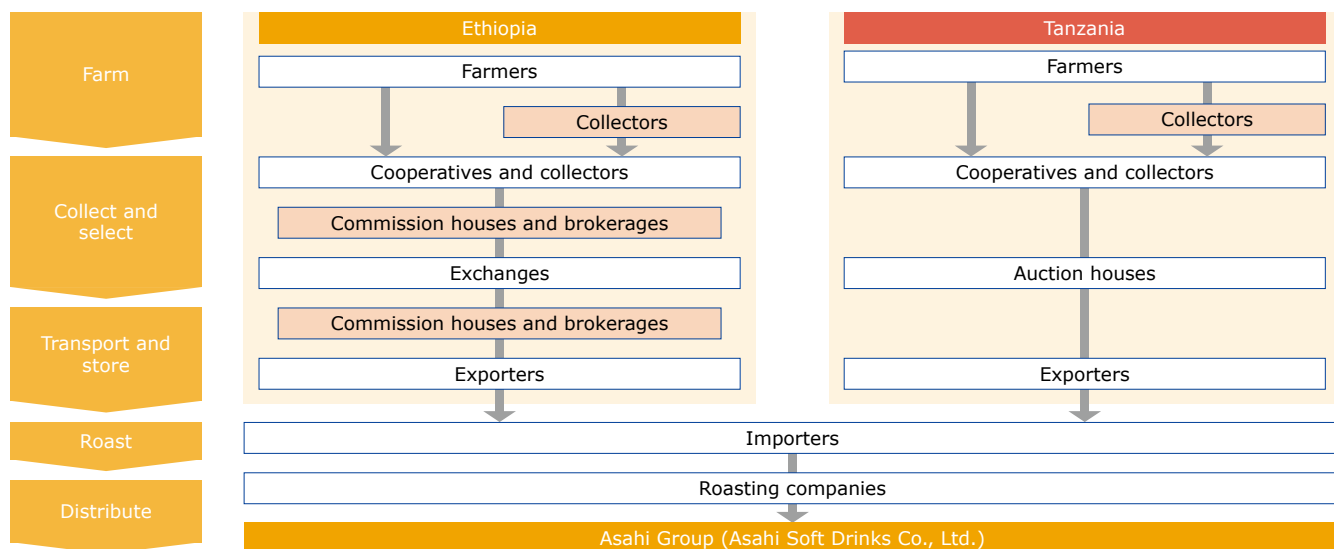 Farm
Collect and
select
Transport and
store
Roast
Distribute
Ethiopia
Farmers
Collectors
Cooperatives and collectors
Commission houses and brokerages
Exchanges
Commission houses and brokerages
Exporters
Tanzania
Farmers
Collectors
Cooperatives and collectors
Auction houses
Exporters
Importers
Roasting companies
Asahi Group (Asahi Soft Drinks Co., Ltd.)